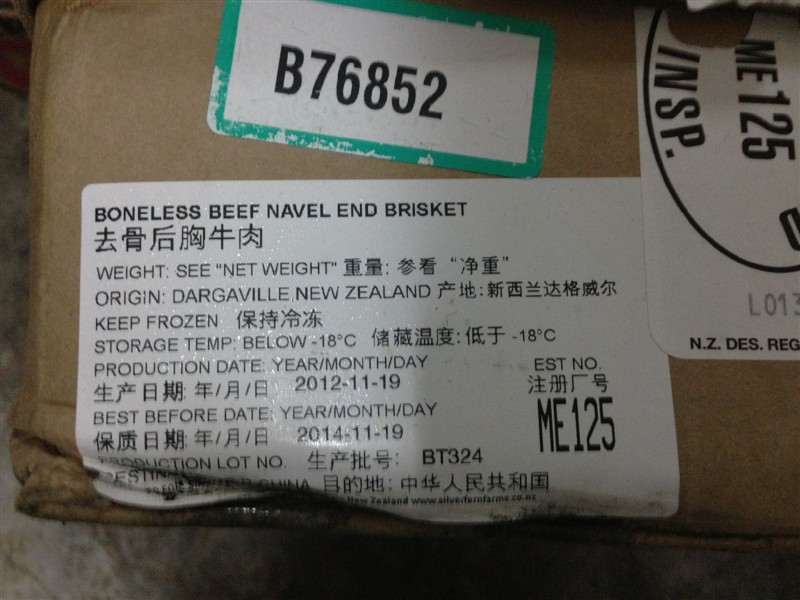 B76852
ME125
INSP.
BONELESS BEEF NAVEL END BRISKET
去骨后胸牛肉
WEIGHT: SEE "NET WEIGHT" 重量: 参看 "净重"
ORIGIN: DARGAVILLE, NEW ZEALAND 产地: 新西兰达格威尔
KEEP FROZEN 保持冷冻
STORAGE TEMP: BELOW -18°C 储藏温度: 低于 -18°C
PRODUCTION DATE: YEAR/MONTH/DAY EST NO.
生产日期: 年/月/日 2012-11-19 注册厂号
BEST BEFORE DATE: YEAR/MONTH/DAY ME125
保质日期: 年/月/日 2014-11-19
PRODUCTION LOT NO. 生产批号: BT324
CHINA 目的地: 中华人民共和国
New Zealand www.silverfernfarms.co.nz
L013
N.Z. DES. REG